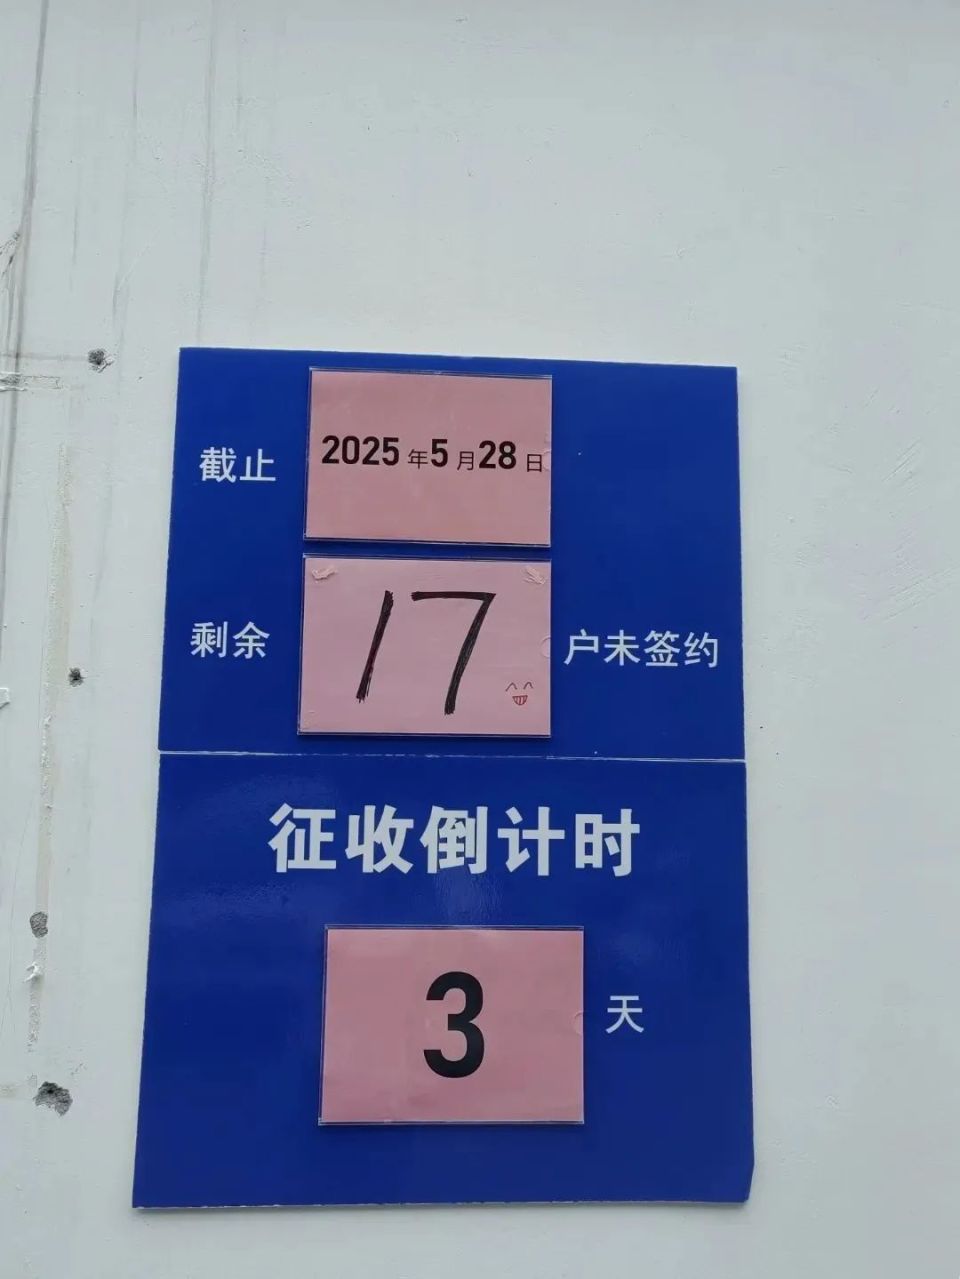 截止 2025年5月28日
剩余 17 户未签约
征收倒计时
3 天